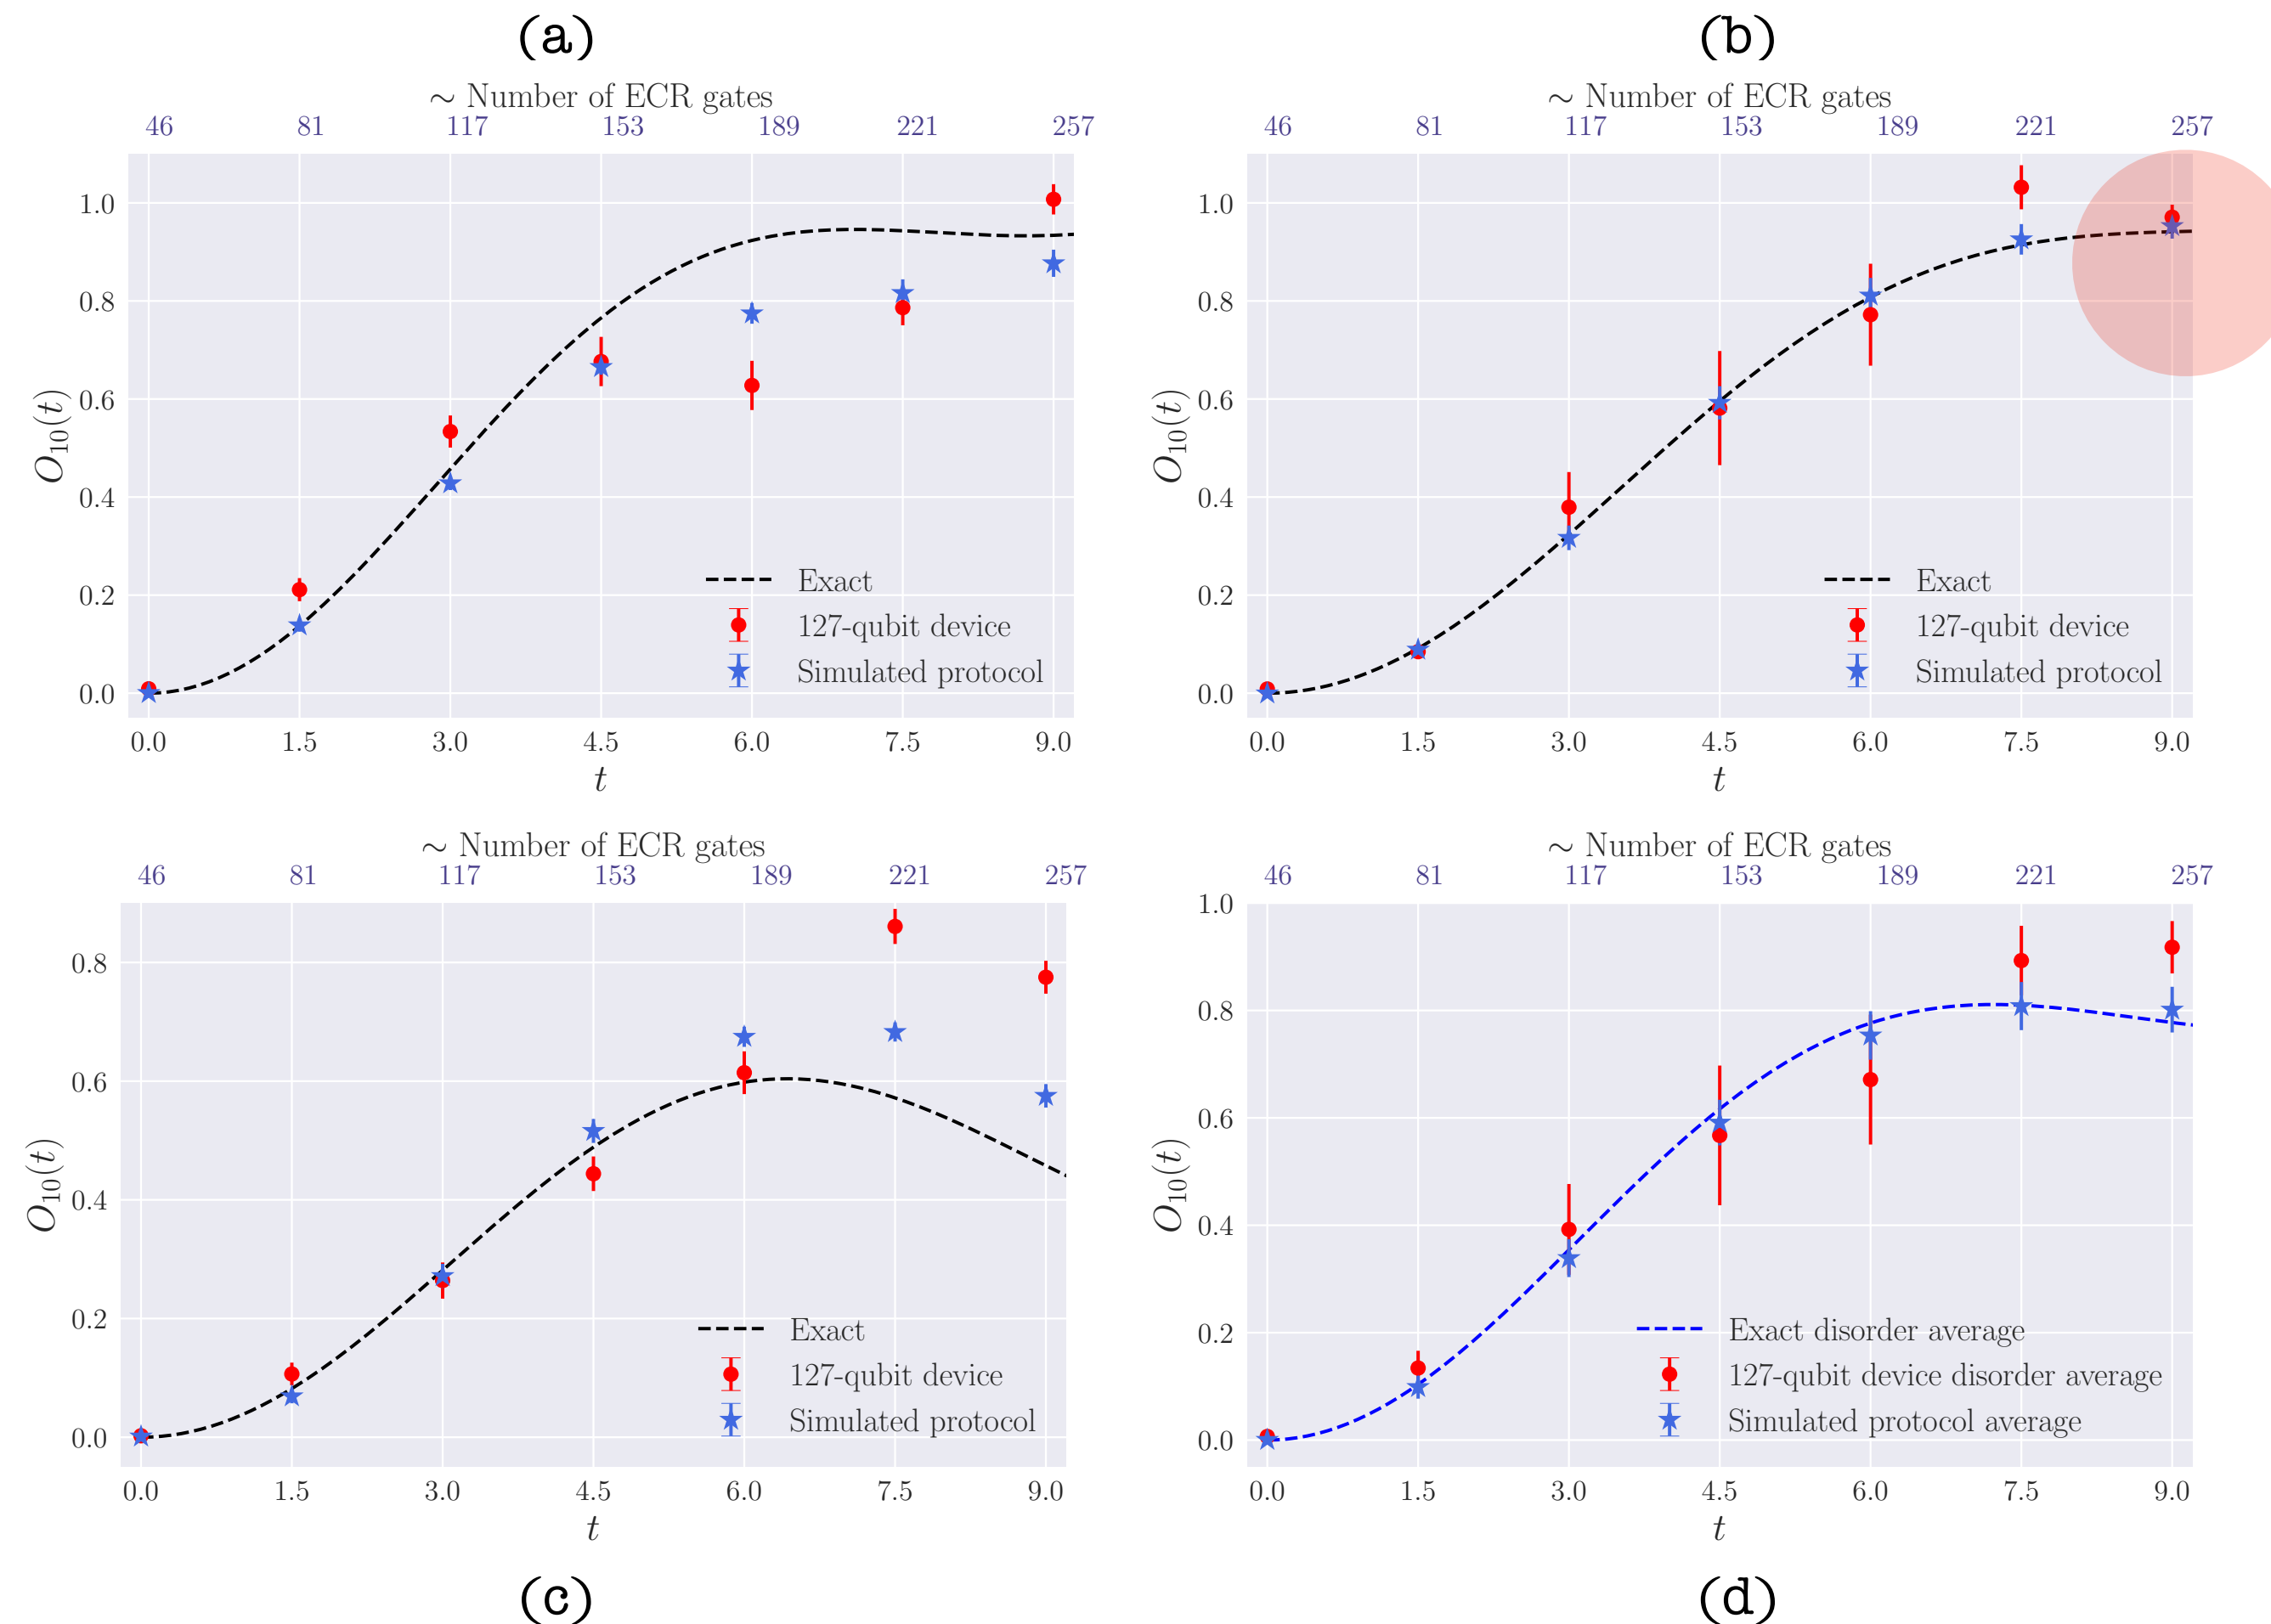 (a)
∼ Number of ECR gates
46 81 117 153 189 221 257
1.0
0.8
0.6
0.4
0.2
0.0
O10(t)
Exact
127-qubit device
Simulated protocol
0.0 1.5 3.0 4.5 6.0 7.5 9.0
t
(b)
∼ Number of ECR gates
46 81 117 153 189 221 257
1.0
0.8
0.6
0.4
0.2
0.0
O10(t)
Exact
127-qubit device
Simulated protocol
0.0 1.5 3.0 4.5 6.0 7.5 9.0
t
∼ Number of ECR gates
46 81 117 153 189 221 257
0.8
0.6
0.4
0.2
0.0
O10(t)
Exact
127-qubit device
Simulated protocol
0.0 1.5 3.0 4.5 6.0 7.5 9.0
t
(c)
∼ Number of ECR gates
46 81 117 153 189 221 257
1.0
0.8
0.6
0.4
0.2
0.0
O10(t)
Exact disorder average
127-qubit device disorder average
Simulated protocol average
0.0 1.5 3.0 4.5 6.0 7.5 9.0
t
(d)